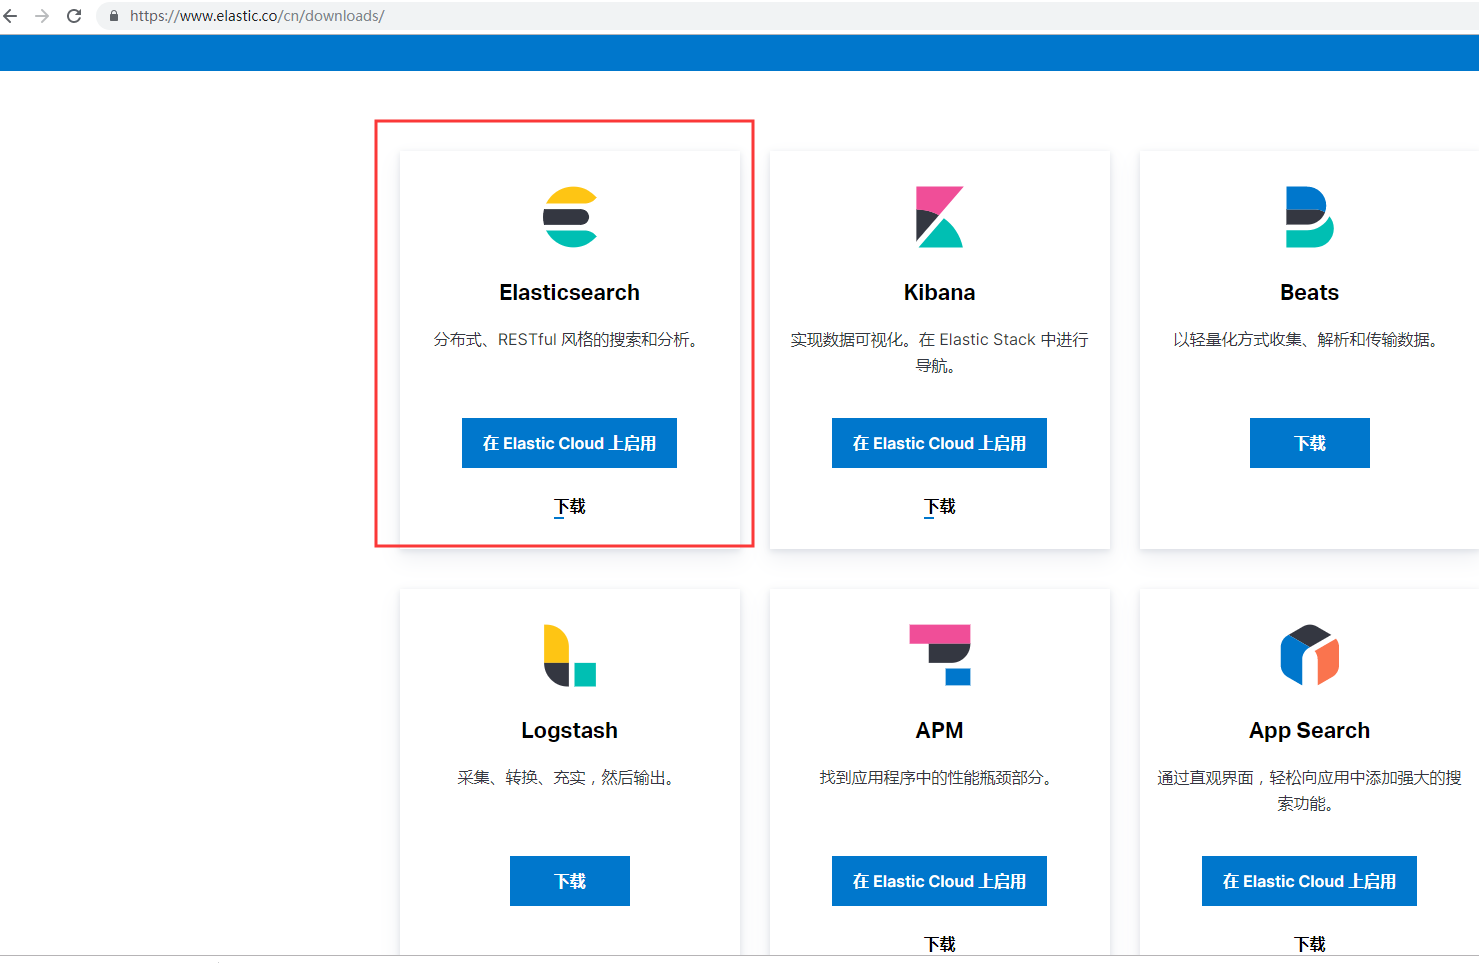 https://www.elastic.co/cn/downloads/
Elasticsearch
分布式、RESTful 风格的搜索和分析。
在 Elastic Cloud 上启用
下载
Kibana
实现数据可视化。在 Elastic Stack 中进行
导航。
在 Elastic Cloud 上启用
下载
Beats
以轻量化方式收集、解析和传输数据。
下载
Logstash
采集、转换、充实，然后输出。
下载
APM
找到应用程序中的性能瓶颈部分。
在 Elastic Cloud 上启用
下载
App Search
通过直观界面，轻松向应用中添加强大的搜
索功能。
在 Elastic Cloud 上启用
下载